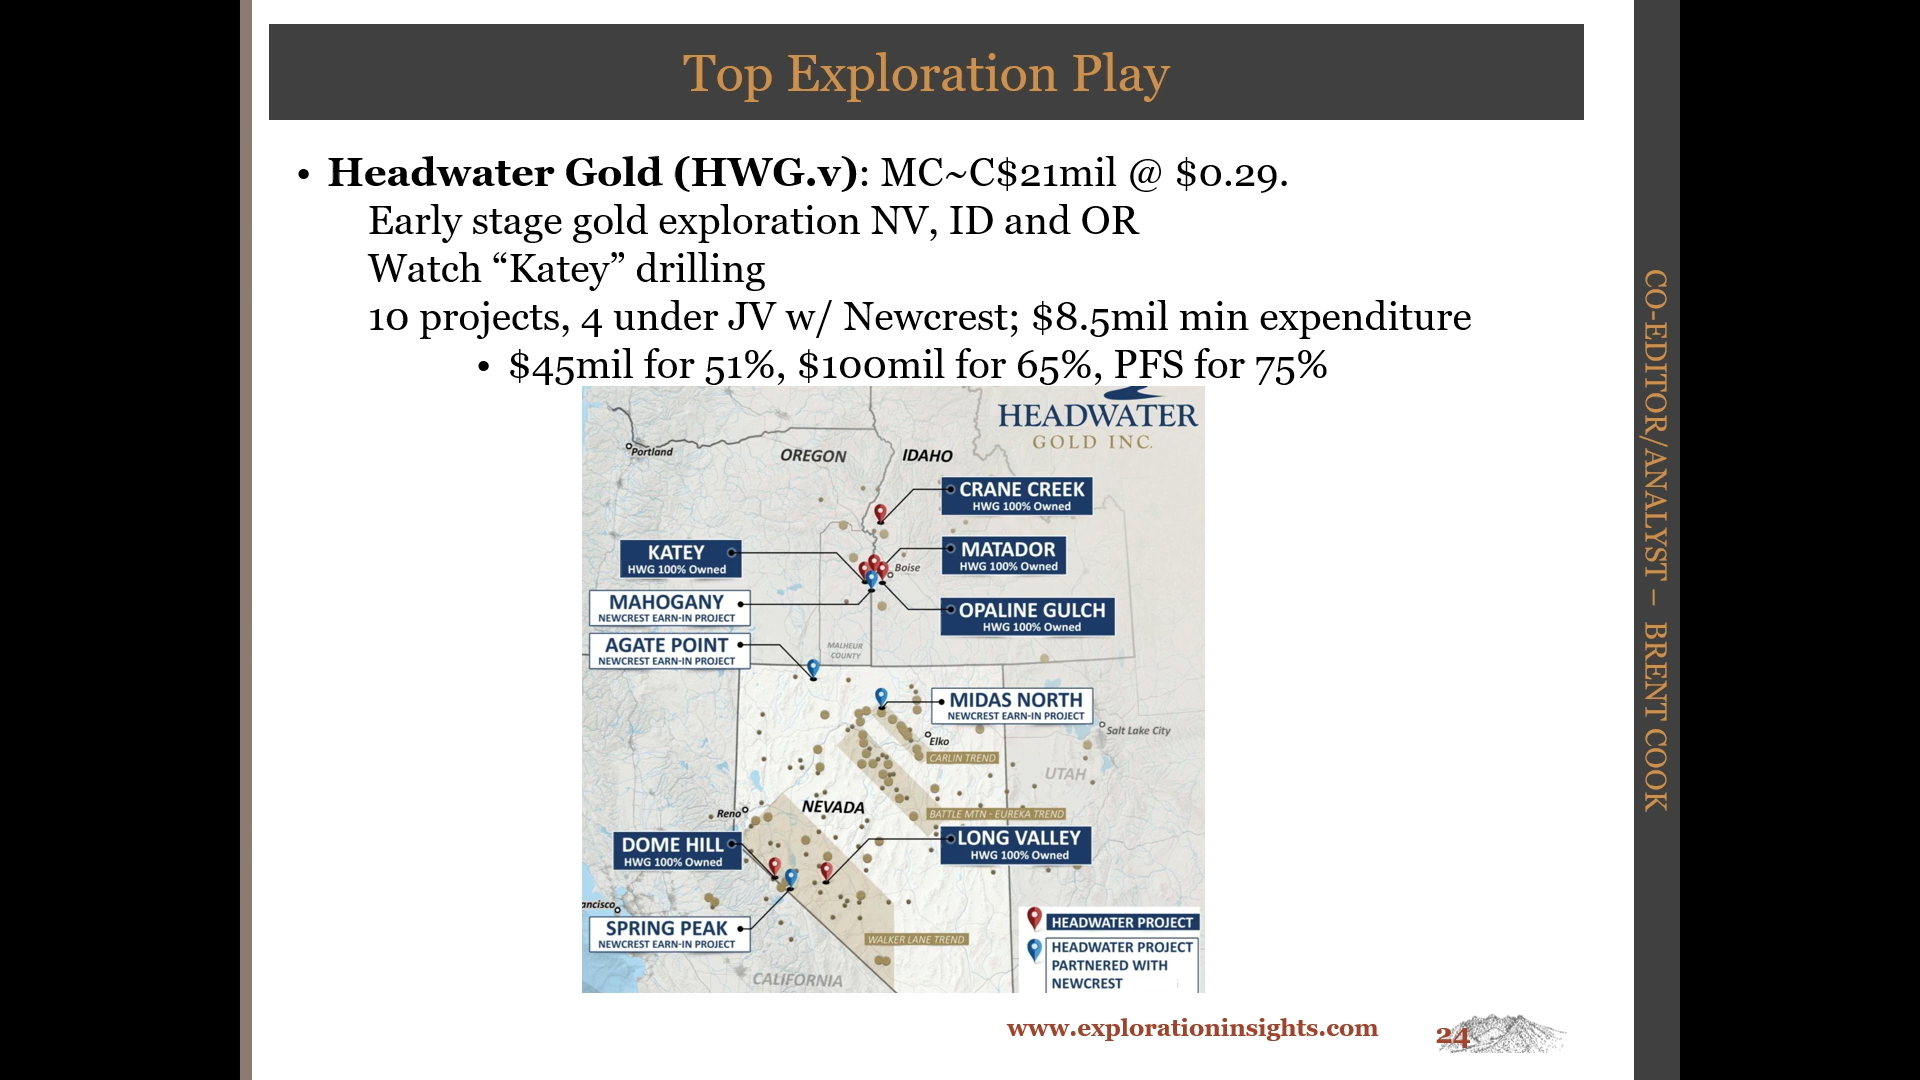 Top Exploration Play
• Headwater Gold (HWG.v): MC~C$21mil @ $0.29.
Early stage gold exploration NV, ID and OR
Watch “Katey” drilling
10 projects, 4 under JV w/ Newcrest; $8.5mil min expenditure
• $45mil for 51%, $100mil for 65%, PFS for 75%
HEADWATER
GOLD INC.
Portland
OREGON
IDAHO
CRANE CREEK
HWG 100% Owned
KATEY
HWG 100% Owned
MATADOR
HWG 100% Owned
Boise
MAHOGANY
NEWCREST EARN-IN PROJECT
OPALINE GULCH
HWG 100% Owned
AGATE POINT
NEWCREST EARN-IN PROJECT
MALHEUR
COUNTY
MIDAS NORTH
NEWCREST EARN-IN PROJECT
Salt Lake City
Elko
CARLIN TREND
UTAH
NEVADA
Reno
BATTLE MTN - EUREKA TREND
DOME HILL
HWG 100% Owned
LONG VALLEY
HWG 100% Owned
ancisco
SPRING PEAK
NEWCREST EARN-IN PROJECT
WALKER LANE TREND
CALIFORNIA
HEADWATER PROJECT
HEADWATER PROJECT
PARTNERED WITH
NEWCREST
www.explorationinsights.com
24
CO-EDITOR/ANALYST – BRENT COOK